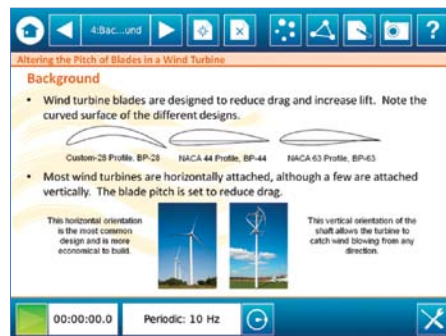 4:Bac...und
?
Altering the Pitch of Blades in a Wind Turbine
Background
• Wind turbine blades are designed to reduce drag and increase lift. Note the
curved surface of the different designs.
Custom-28 Profile, BP-28
NACA 44 Profile, BP-44
NACA 63 Profile, BP-63
• Most wind turbines are horizontally attached, although a few are attached
vertically. The blade pitch is set to reduce drag.
This horizontal orientation
is the most common
design and is more
economical to build.
This vertical orientation of the
shaft allows the turbine to
catch wind blowing from any
direction.
00:00:00.0
Periodic: 10 Hz